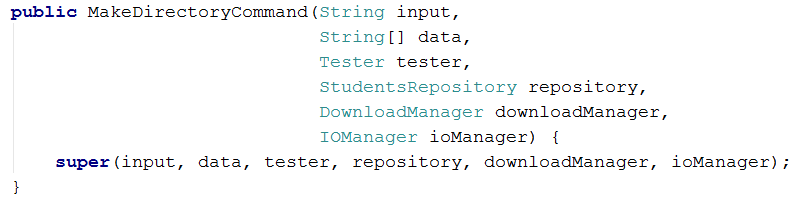 public MakeDirectoryCommand(String input,
String[] data,
Tester tester,
StudentsRepository repository,
DownloadManager downloadManager,
IOManager ioManager) {
super(input, data, tester, repository, downloadManager, ioManager);
}